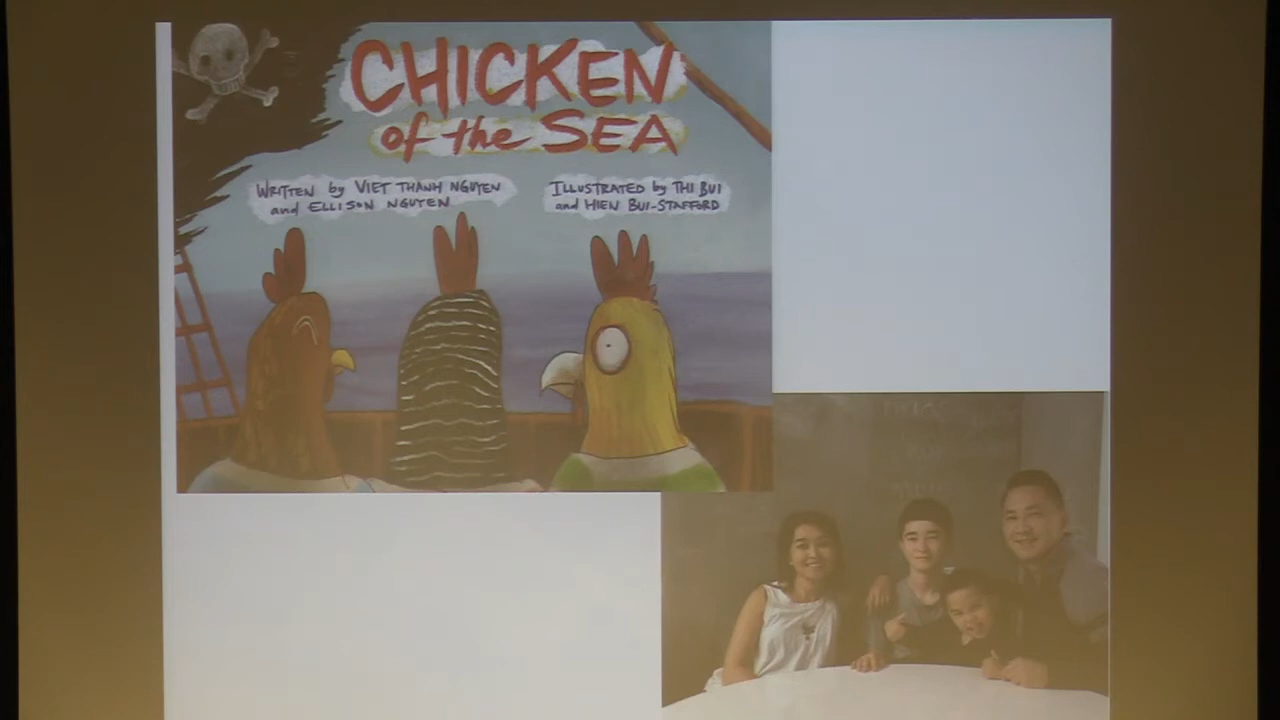 CHICKEN
of the SEA
WRITTEN by VIET THANH NGUYEN
and ELLISON NGUYEN
ILLUSTRATED by THI BUI
and HIEN BUI-STAFFORD